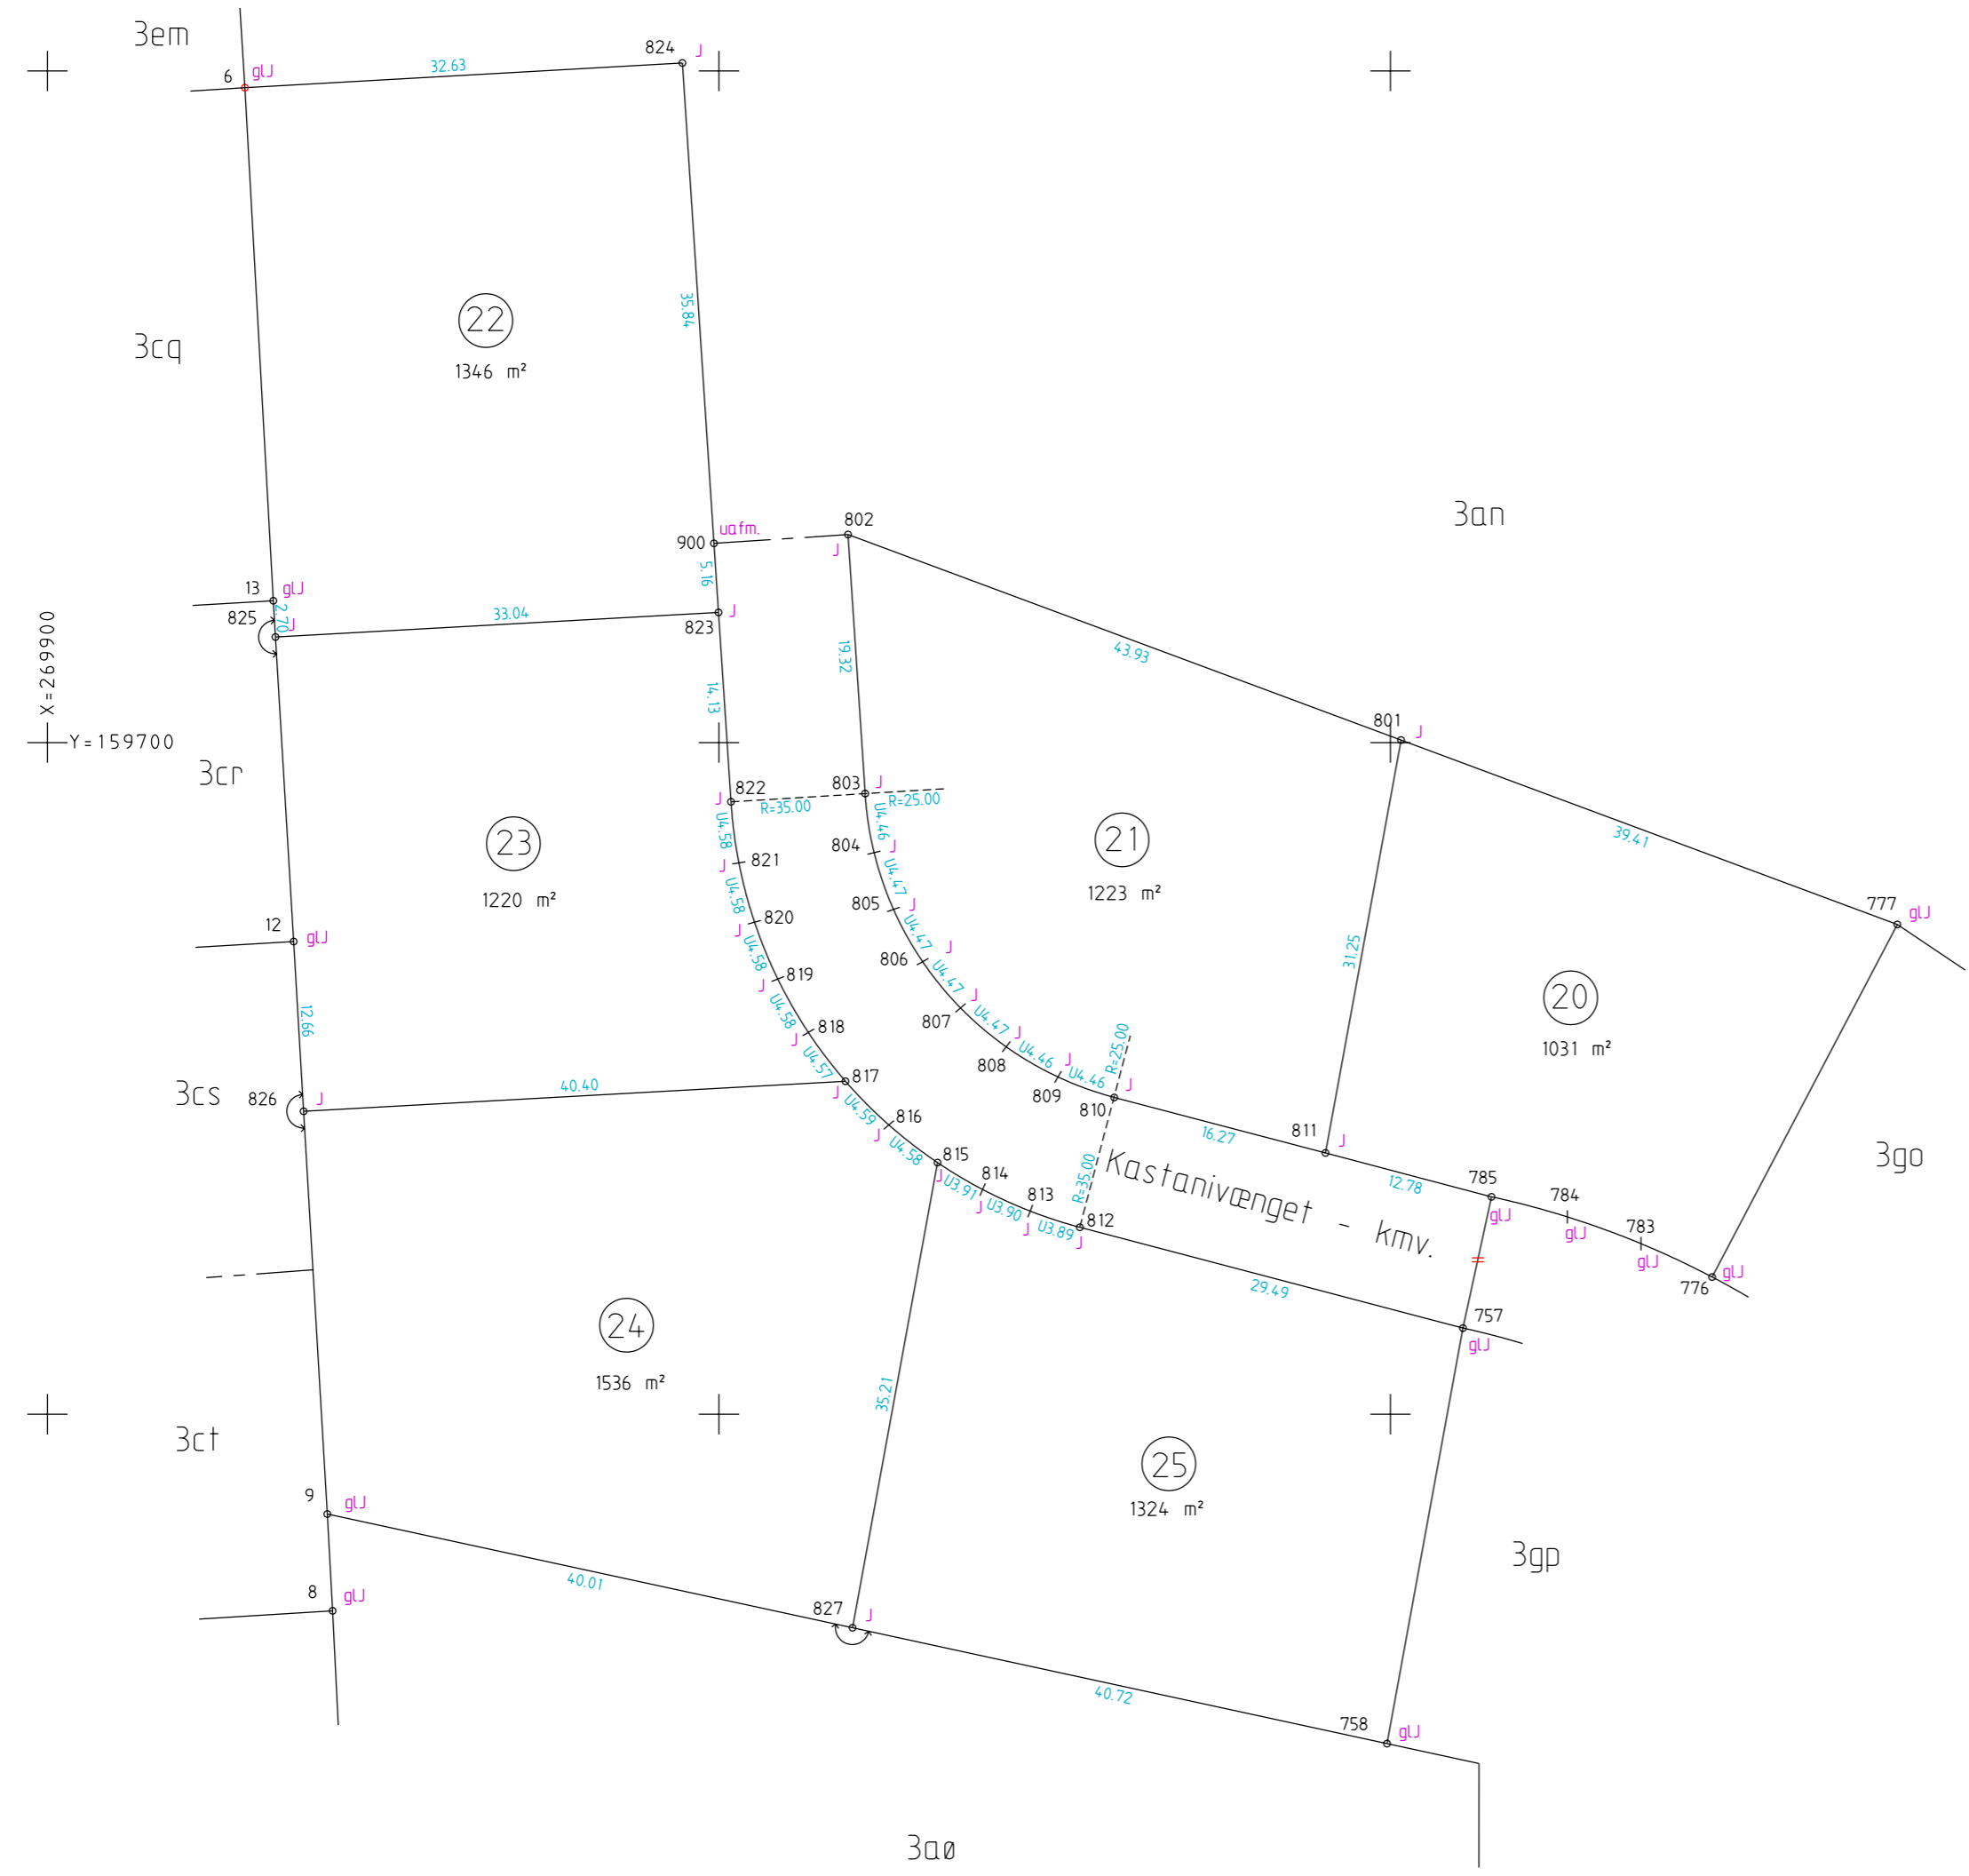 3em
824
J
6
glJ
32.63
22
1346 m²
35.84
3cq
3an
802
uafm.
900
J
13
glJ
5.16
825
2.70
J
33.04
J
823
X=269900
Y=159700
19.32
43.93
14.13
801
J
3cr
822
803
J
J
R=35.00
R=25.00
U4.58
U4.46
39.41
23
1220 m²
21
1223 m²
804
J
821
J
U4.47
U4.58
805
J
777
glJ
820
J
U4.47
12
glJ
U4.58
806
J
31.25
819
J
U4.47
20
1031 m²
12.66
U4.58
807
J
818
J
U4.47
808
J
R=25.00
U4.57
U4.46
809
J
U4.46
3cs
826
J
40.40
817
J
810
J
U4.59
816
J
16.27
811
J
U4.58
815
J
R=35.00
Kastanivænget - kmv.
12.78
785
glJ
3go
U3.91
814
J
784
glJ
U3.90
813
J
783
glJ
U3.89
812
J
776
glJ
29.49
24
1536 m²
757
glJ
35.21
3ct
25
1324 m²
9
glJ
3gp
40.01
8
glJ
827
J
40.72
758
glJ
3aø